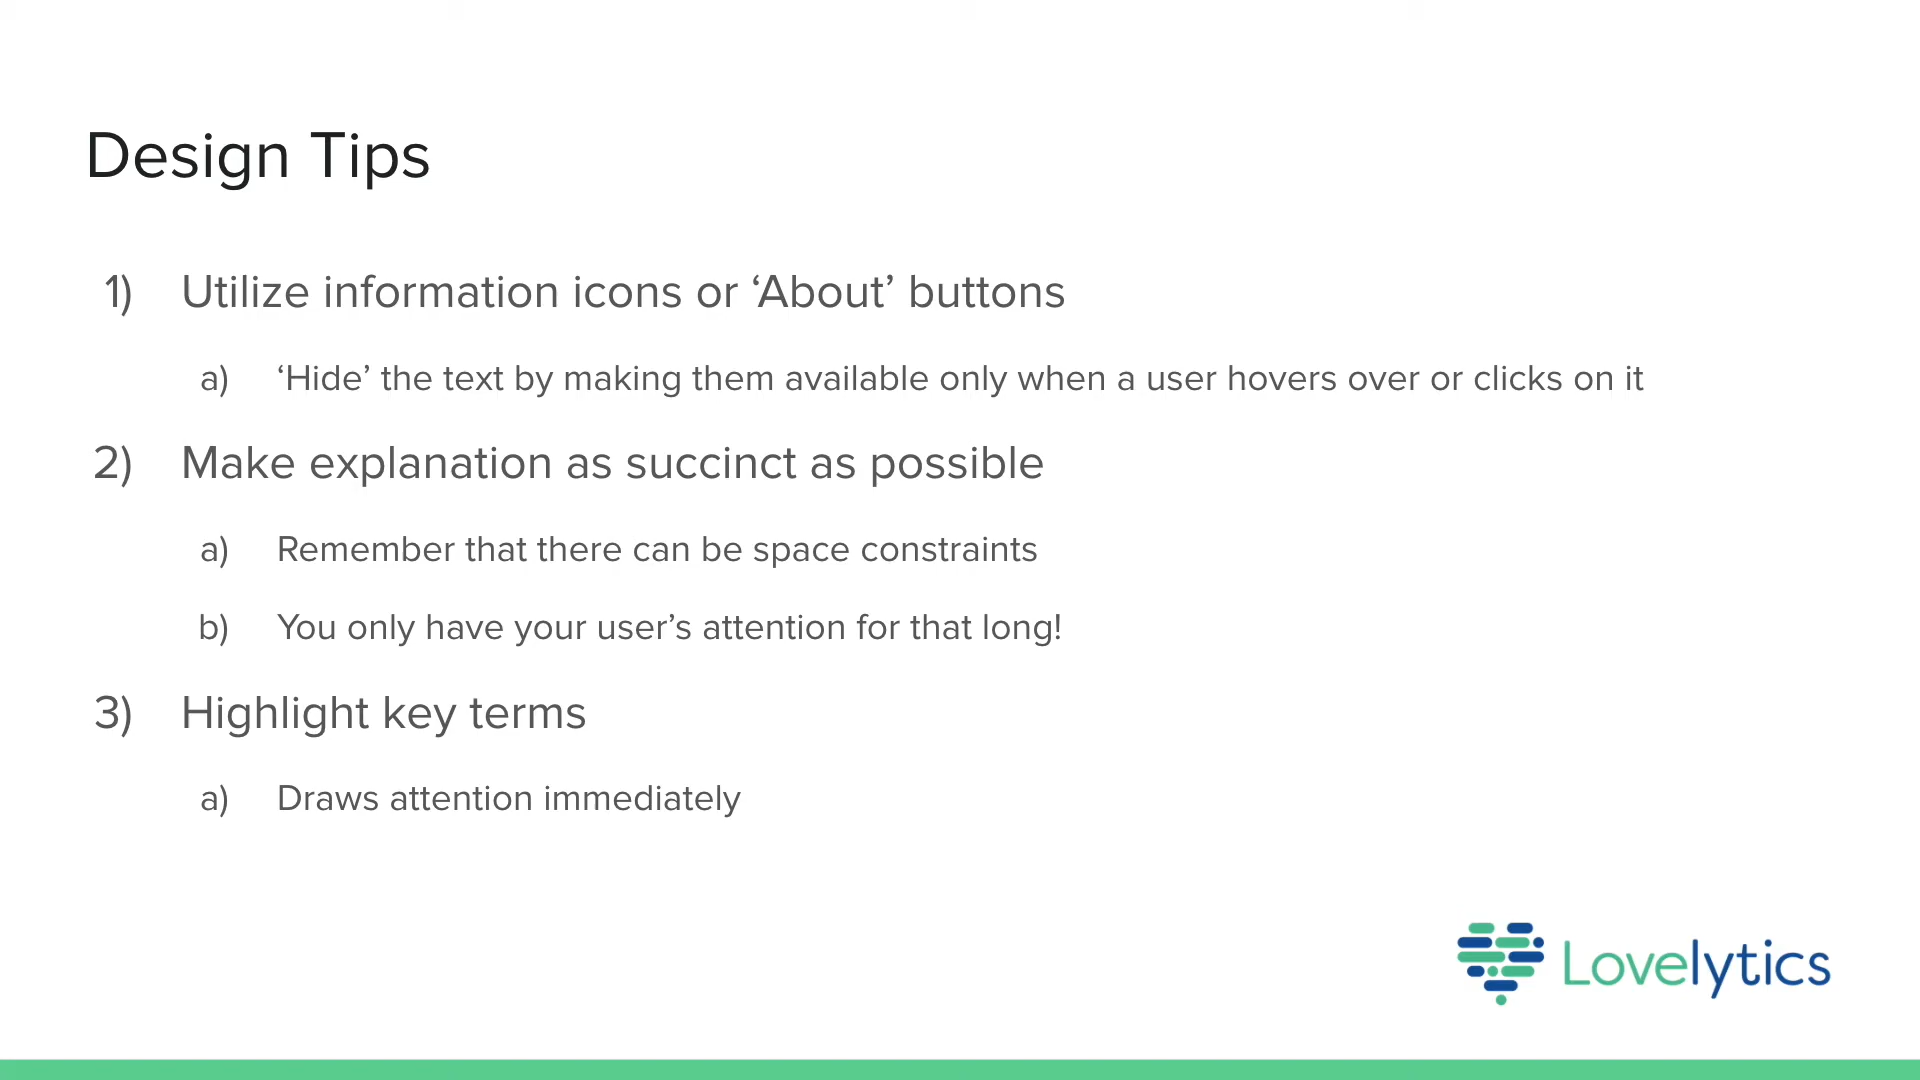 Design Tips
1) Utilize information icons or ‘About’ buttons
a) ‘Hide’ the text by making them available only when a user hovers over or clicks on it
2) Make explanation as succinct as possible
a) Remember that there can be space constraints
b) You only have your user’s attention for that long!
3) Highlight key terms
a) Draws attention immediately
Lovelytics